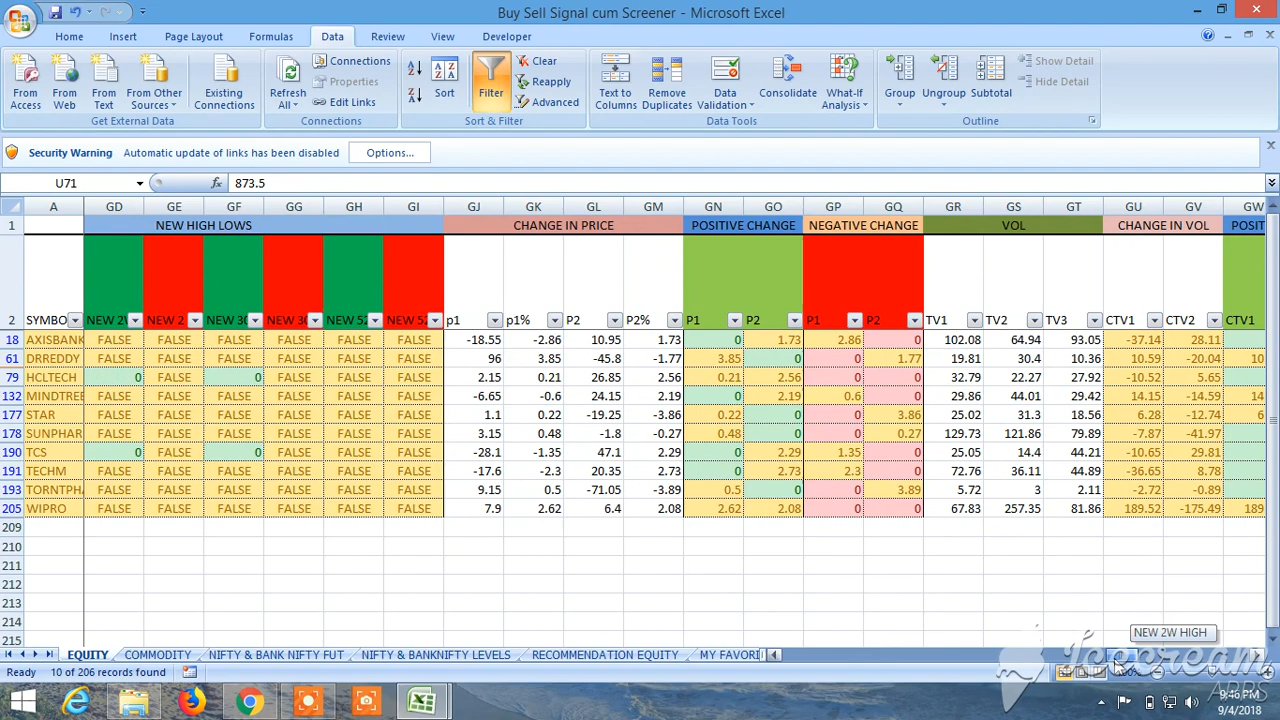 Buy Sell Signal cum Screener - Microsoft Excel
Home Insert Page Layout Formulas Data Review View Developer
From Access From Web From Text From Other Sources Existing Connections Refresh All Connections Properties Edit Links Sort Filter Clear Reapply Advanced Text to Columns Remove Duplicates Data Validation Consolidate What-If Analysis Group Ungroup Subtotal Show Detail Hide Detail
Get External Data Connections Sort & Filter Data Tools Outline
Security Warning Automatic update of links has been disabled Options...
U71 fx 873.5
A GD GE GF GG GH GI GJ GK GL GM GN GO GP GQ GR GS GT GU GV GW
1 NEW HIGH LOWS CHANGE IN PRICE POSITIVE CHANGE NEGATIVE CHANGE VOL CHANGE IN VOL POSIT
2 SYMBO NEW 2V NEW 2 NEW 30 NEW 30 NEW 52 NEW 52 p1 p1% P2 P2% P1 P2 P1 P2 TV1 TV2 TV3 CTV1 CTV2 CTV1
18 AXISBANK FALSE FALSE FALSE FALSE FALSE FALSE -18.55 -2.86 10.95 1.73 0 1.73 2.86 0 102.08 64.94 93.05 -37.14 28.11
61 DRREDDY FALSE FALSE FALSE FALSE FALSE FALSE 96 3.85 -45.8 -1.77 3.85 0 0 1.77 19.81 30.4 10.36 10.59 -20.04 10
79 HCLTECH 0 FALSE 0 FALSE FALSE FALSE 2.15 0.21 26.85 2.56 0.21 2.56 0 0 32.79 22.27 27.92 -10.52 5.65
132 MINDTREE FALSE FALSE FALSE FALSE FALSE FALSE -6.65 -0.6 24.15 2.19 0 2.19 0.6 0 29.86 44.01 29.42 14.15 -14.59 14
177 STAR FALSE FALSE FALSE FALSE FALSE FALSE 1.1 0.22 -19.25 -3.86 0.22 0 0 3.86 25.02 31.3 18.56 6.28 -12.74 6
178 SUNPHAR FALSE FALSE FALSE FALSE FALSE FALSE 3.15 0.48 -1.8 -0.27 0.48 0 0 0.27 129.73 121.86 79.89 -7.87 -41.97
190 TCS 0 FALSE 0 FALSE FALSE FALSE -28.1 -1.35 47.1 2.29 0 2.29 1.35 0 25.05 14.4 44.21 -10.65 29.81
191 TECHM FALSE FALSE FALSE FALSE FALSE FALSE -17.6 -2.3 20.35 2.73 0 2.73 2.3 0 72.76 36.11 44.89 -36.65 8.78
193 TORNTPHA FALSE FALSE FALSE FALSE FALSE FALSE 9.15 0.5 -71.05 -3.89 0.5 0 0 3.89 5.72 3 2.11 -2.72 -0.89
205 WIPRO FALSE FALSE FALSE FALSE FALSE FALSE 7.9 2.62 6.4 2.08 2.62 2.08 0 0 67.83 257.35 81.86 189.52 -175.49 189
209
210
211
212
213
214
215
NEW 2W HIGH
EQUITY COMMODITY NIFTY & BANK NIFTY FUT NIFTY & BANKNIFTY LEVELS RECOMMENDATION EQUITY MY FAVORI
Icecream
APPS
Ready 10 of 206 records found
9:46 PM
9/4/2018